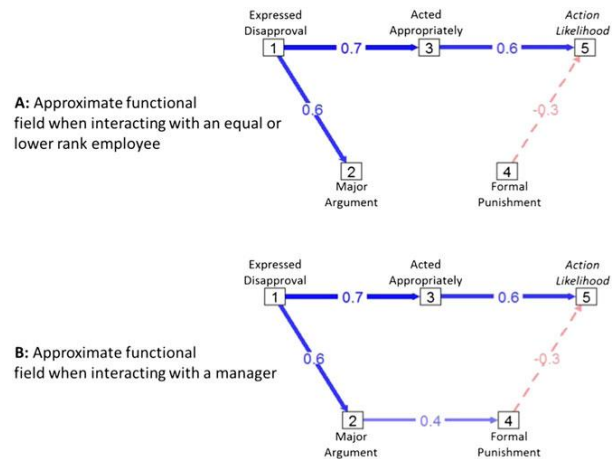 Expressed
Disapproval
Acted
Appropriately
Action
Likelihood
1
0.7
3
0.6
5
A: Approximate functional
field when interacting with an equal or
lower rank employee
0.6
-0.3
2
4
Major
Argument
Formal
Punishment
Expressed
Disapproval
Acted
Appropriately
Action
Likelihood
1
0.7
3
0.6
5
B: Approximate functional
field when interacting with a manager
0.6
-0.3
2
0.4
4
Major
Argument
Formal
Punishment